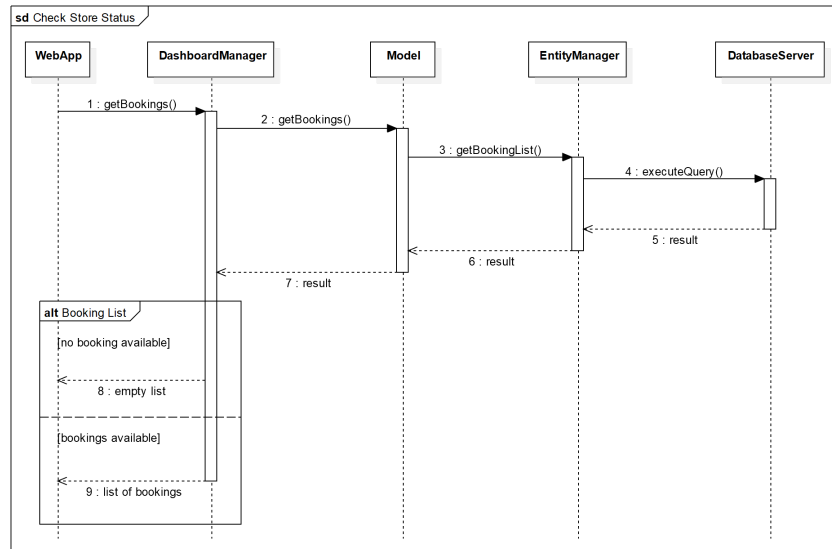 sd Check Store Status
WebApp
DashboardManager
Model
EntityManager
DatabaseServer
1 : getBookings()
2 : getBookings()
3 : getBookingList()
4 : executeQuery()
5 : result
6 : result
7 : result
alt Booking List
[no booking available]
8 : empty list
[bookings available]
9 : list of bookings